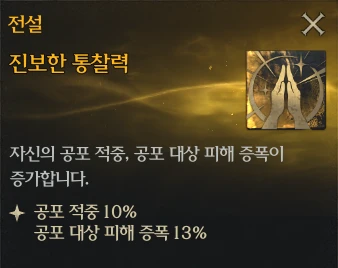 전설
진보한 통찰력
자신의 공포 적중, 공포 대상 피해 증폭이
증가합니다.
공포 적중 10%
공포 대상 피해 증폭 13%